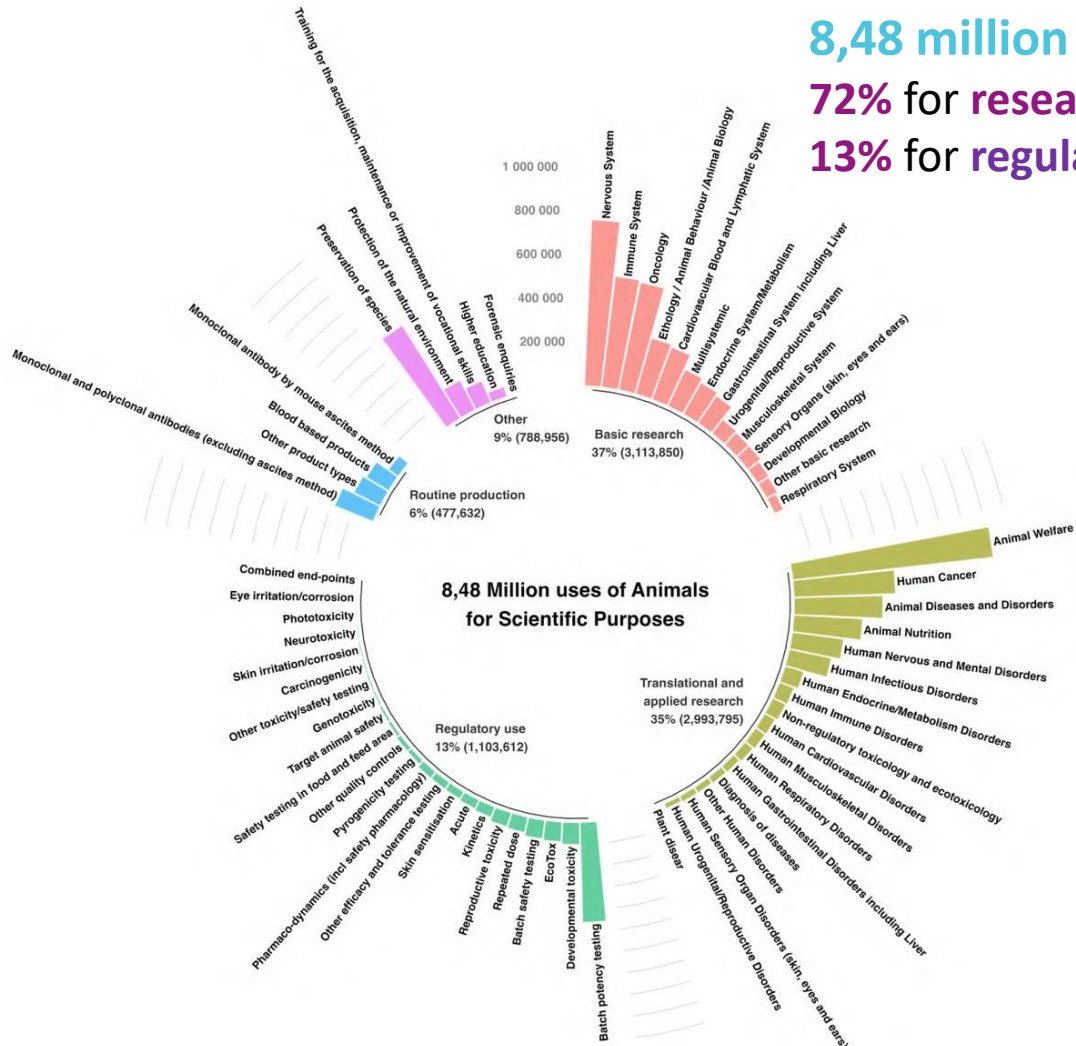 8,48 million
72% for resea
13% for regula
Training for the acquisition, maintenance or improvement of vocational skills
Protection of the natural environment
Preservation of species
Higher education
Forensic enquiries
Other
9% (788,956)
1 000 000
800 000
600 000
400 000
200 000
Nervous System
Immune System
Oncology
Ethology / Animal Behaviour /Animal Biology
Cardiovascular Blood and Lymphatic System
Multisystemic
Endocrine System/Metabolism
Gastrointestinal System including Liver
Urogenital/Reproductive System
Musculoskeletal System
Sensory Organs (skin, eyes and ears)
Developmental Biology
Other basic research
Respiratory System
Basic research
37% (3,113,850)
Monoclonal antibody by mouse ascites method
Blood based products
Other product types
Monoclonal and polyclonal antibodies (excluding ascites method)
Routine production
6% (477,632)
8,48 Million uses of Animals
for Scientific Purposes
Animal Welfare
Human Cancer
Animal Diseases and Disorders
Animal Nutrition
Human Nervous and Mental Disorders
Human Infectious Disorders
Human Endocrine/Metabolism Disorders
Human Immune Disorders
Non-regulatory toxicology and ecotoxicology
Human Cardiovascular Disorders
Human Musculoskeletal Disorders
Human Respiratory Disorders
Human Gastrointestinal Disorders including Liver
Diagnosis of diseases
Other Human Disorders
Human Sensory Organ Disorders (skin, eyes and ears)
Human Urogenital/Reproductive Disorders
Plant disear
Translational and
applied research
35% (2,993,795)
Combined end-points
Eye irritation/corrosion
Phototoxicity
Neurotoxicity
Skin irritation/corrosion
Carcinogenicity
Other toxicity/safety testing
Genotoxicity
Target animal safety
Safety testing in food and feed area
Other quality controls
Pyrogenicity testing
Pharmaco-dynamics (incl safety pharmacology)
Other efficacy and tolerance testing
Skin sensitisation
Acute
Kinetics
Reproductive toxicity
Repeated dose
Batch safety testing
EcoTox
Developmental toxicity
Batch potency testing
Regulatory use
13% (1,103,612)